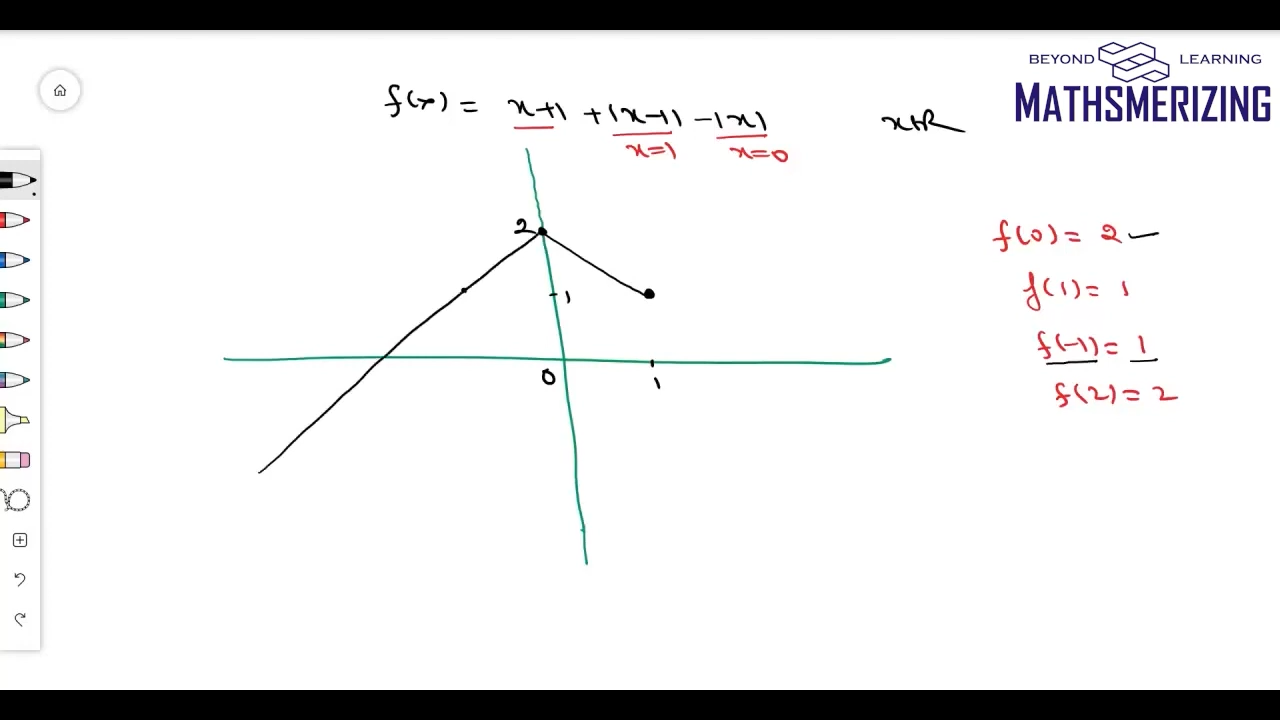 BEYOND LEARNING
MATHSMERIZING
f(x) = x+1 + |x-1| - |x| x∈R
x=1 x=0
2
1
0
1
f(0) = 2
f(1) = 1
f(-1) = 1
f(2) = 2